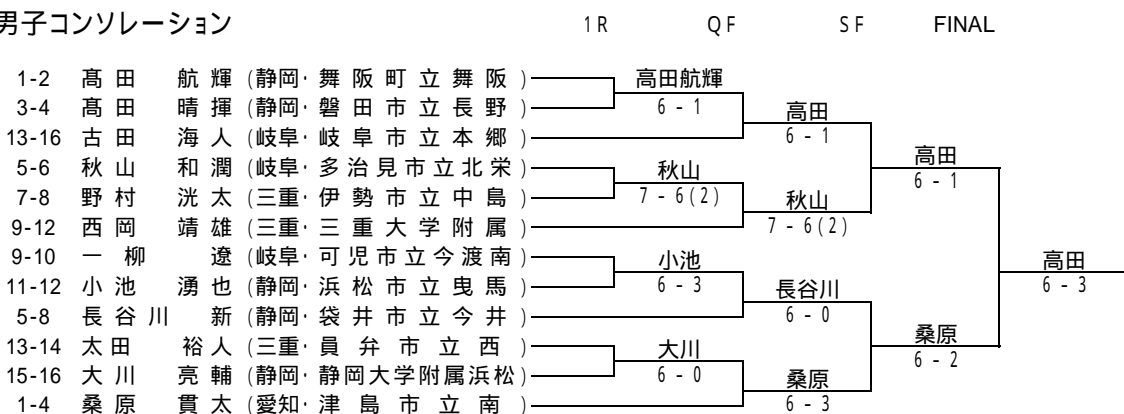 男子コンソレーション 1R QF SF FINAL
1-2 髙田 航輝 (静岡・舞阪町立舞阪) 高田航輝
3-4 髙田 晴揮 (静岡・磐田市立長野) 6-1 高田
13-16 古田 海人 (岐阜・岐阜市立本郷) 6-1
高田
5-6 秋山 和潤 (岐阜・多治見市立北栄) 秋山 6-1
7-8 野村 洸太 (三重・伊勢市立中島) 7-6(2) 秋山
9-12 西岡 靖雄 (三重・三重大学附属) 7-6(2)
9-10 一柳 遼 (岐阜・可児市立今渡南) 小池 高田
11-12 小池 湧也 (静岡・浜松市立曳馬) 6-3 長谷川 6-3
5-8 長谷川 新 (静岡・袋井市立今井) 6-0
桑原
13-14 太田 裕人 (三重・員弁市立西) 大川 6-2
15-16 大川 亮輔 (静岡・静岡大学附属浜松) 6-0 桑原
1-4 桑原 貫太 (愛知・津島市立南) 6-3